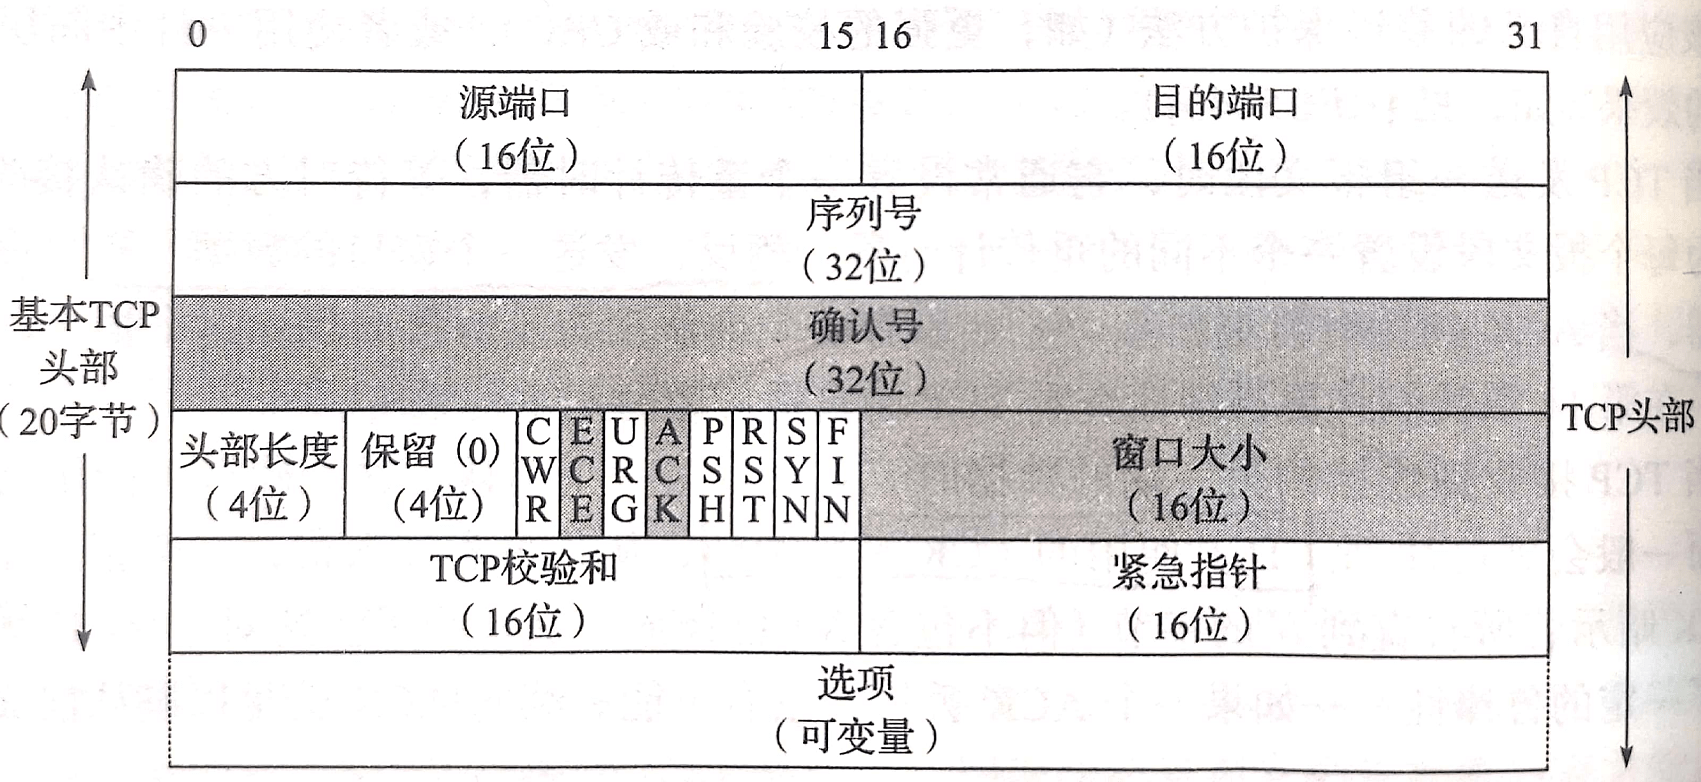 0 15 16 31
源端口 目的端口
（16位） （16位）
序列号
（32位）
确认号
（32位）
基本TCP
头部
（20字节）
TCP头部
头部长度
（4位）
保留 (0)
(4位)
CWR
ECE
URG
ACK
PSH
RST
SYN
FIN
窗口大小
（16位）
TCP校验和
（16位）
紧急指针
（16位）
选项
（可变量）